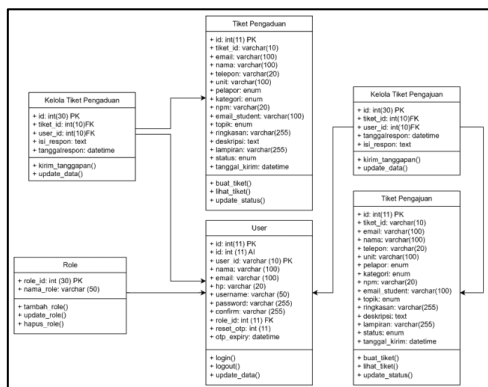 Tiket Pengaduan
+ id: int(11) PK
+ tiket_id: varchar(10)
+ email: varchar(100)
+ nama: varchar(100)
+ telepon: varchar(20)
+ unit: varchar(100)
+ pelapor: enum
+ kategori: enum
+ npm: varchar(20)
+ email_student: varchar(100)
+ topik: enum
+ ringkasan: varchar(255)
+ deskripsi: text
+ lampiran: varchar(255)
+ status: enum
+ tanggal_kirim: datetime
+ buat_tiket()
+ lihat_tiket()
+ update_status()
Kelola Tiket Pengaduan
+ id: int(30) PK
+ tiket_id: int(10)FK
+ user_id: int(10)FK
+ isi_respon: text
+ tanggalrespon: datetime
+ kirim_tanggapan()
+ update_data()
Kelola Tiket Pengajuan
+ id: int(30) PK
+ tiket_id: int(10)FK
+ user_id: int(10)FK
+ tanggalrespon: datetime
+ isi_respon: text
+ kirim_tanggapan()
+ update_data()
Role
+ role_id: int (30) PK
+ nama_role: varchar (50)
+ tambah_role()
+ update_role()
+ hapus_role()
User
+ id: int(11) PK
+ id: int (11) AI
+ user_id: varchar (10) PK
+ nama: varchar (100)
+ email: varchar (100)
+ hp: varchar (20)
+ username: varchar (50)
+ password: varchar (255)
+ confirm: varchar (255)
+ role_id: int (11) FK
+ reset_otp: int (11)
+ otp_expiry: datetime
+ login()
+ logout()
+ update_data()
Tiket Pengajuan
+ id: int(11) PK
+ tiket_id: varchar(10)
+ email: varchar(100)
+ nama: varchar(100)
+ telepon: varchar(20)
+ unit: varchar(100)
+ pelapor: enum
+ kategori: enum
+ npm: varchar(20)
+ email_student: varchar(100)
+ topik: enum
+ ringkasan: varchar(255)
+ deskripsi: text
+ lampiran: varchar(255)
+ status: enum
+ tanggal_kirim: datetime
+ buat_tiket()
+ lihat_tiket()
+ update_status()